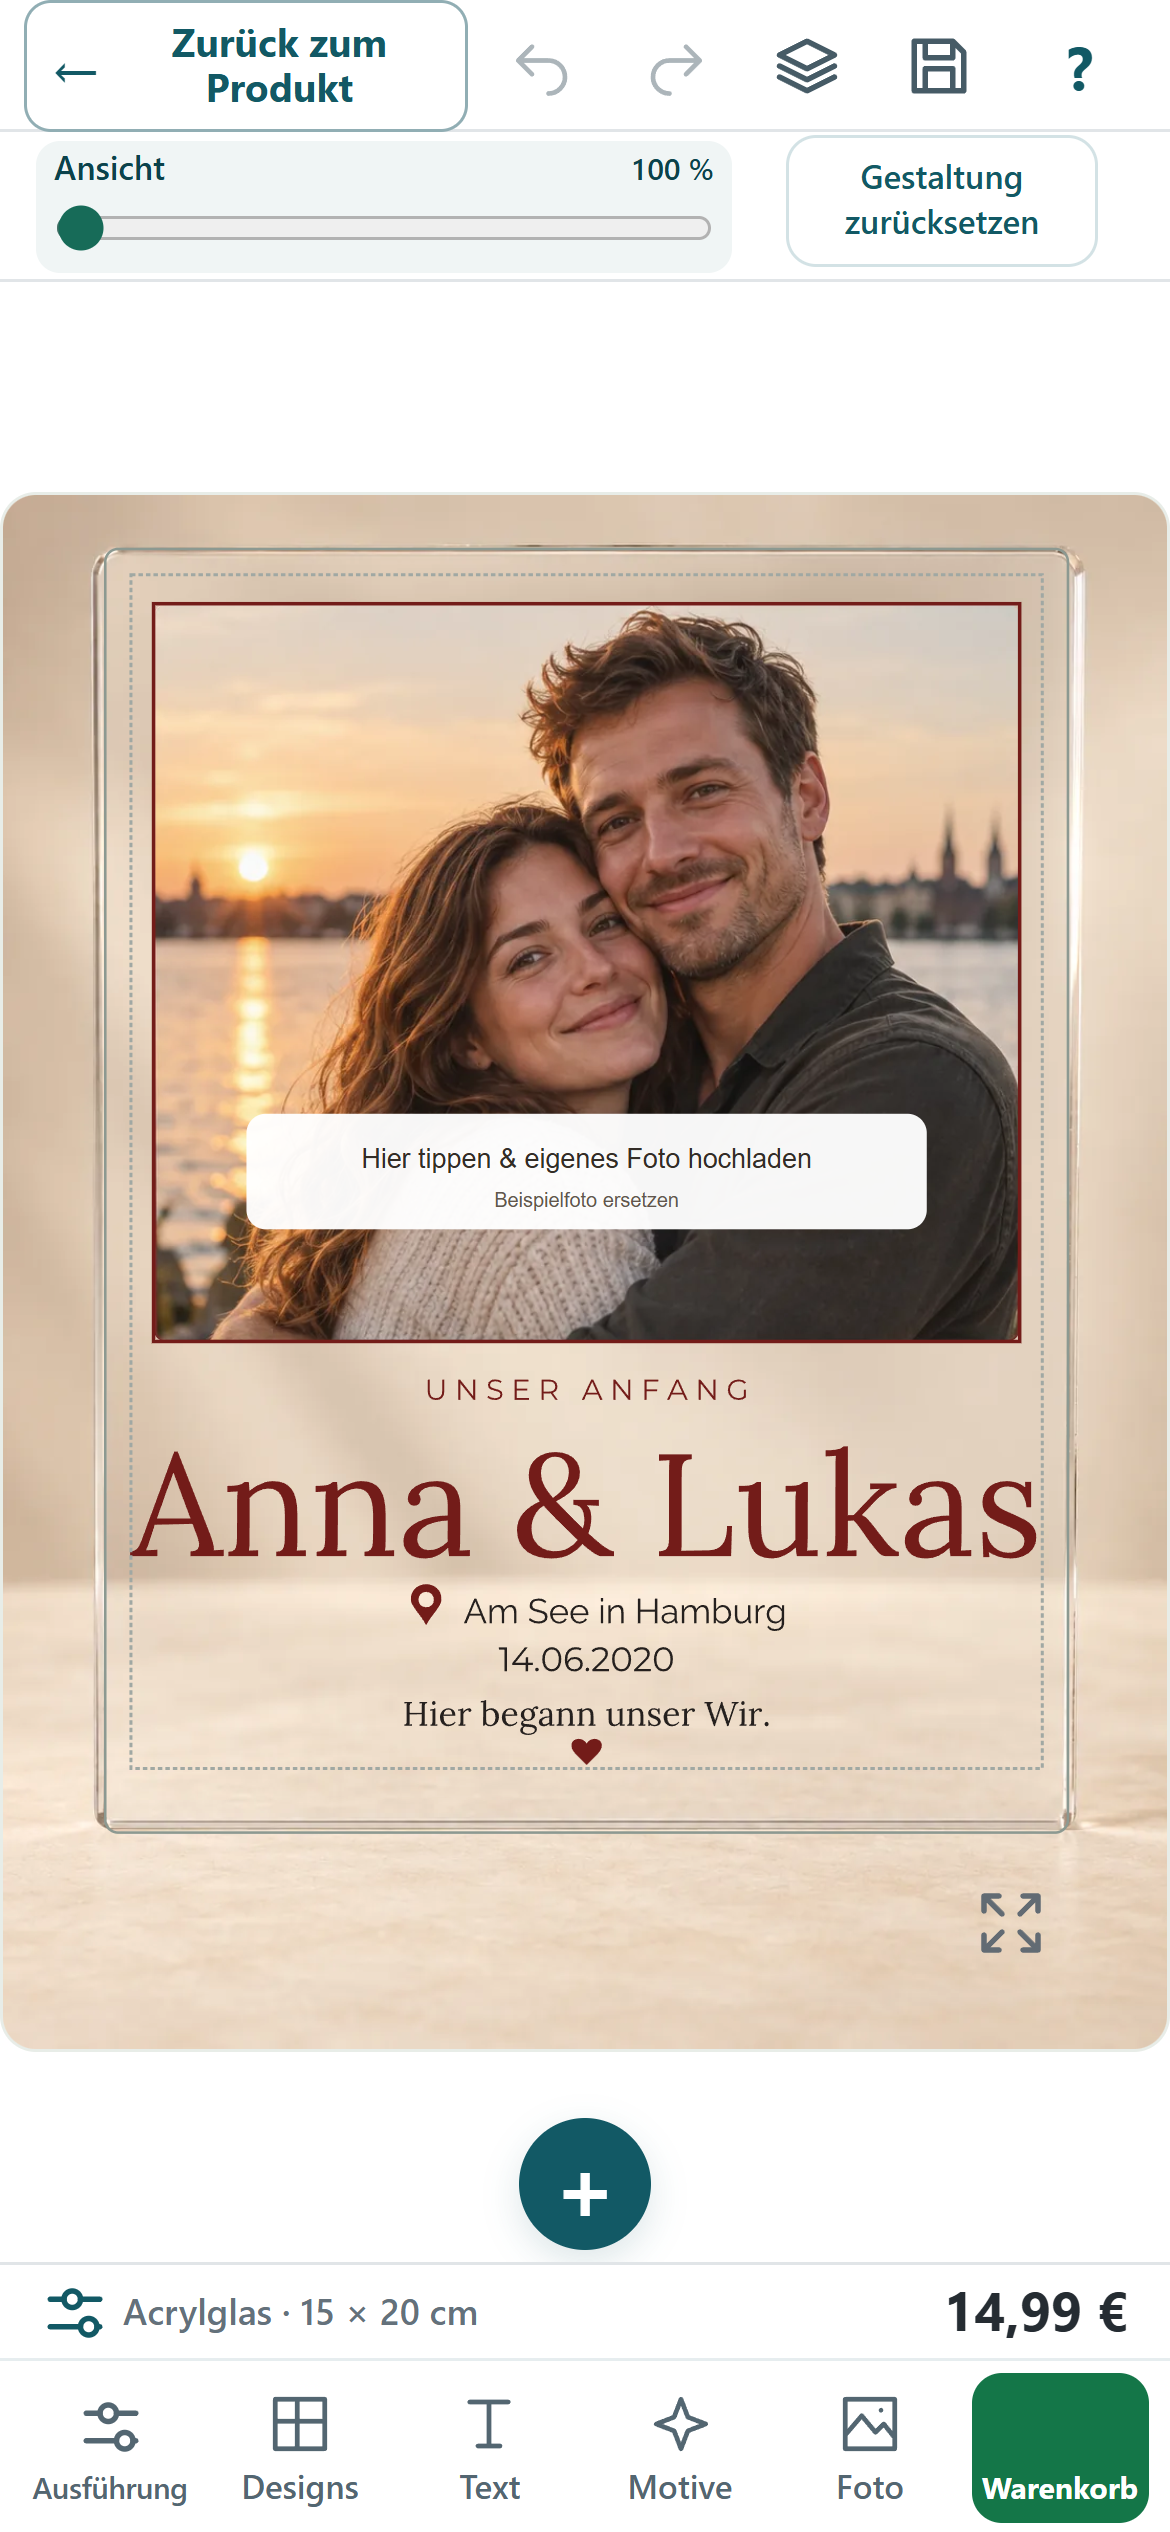 ← Zurück zum
Produkt
?
Ansicht 100 %
Gestaltung
zurücksetzen
Hier tippen & eigenes Foto hochladen
Beispielfoto ersetzen
UNSER ANFANG
Anna & Lukas
Am See in Hamburg
14.06.2020
Hier begann unser Wir.
+
Acrylglas · 15 × 20 cm 14,99 €
Ausführung Designs Text Motive Foto Warenkorb